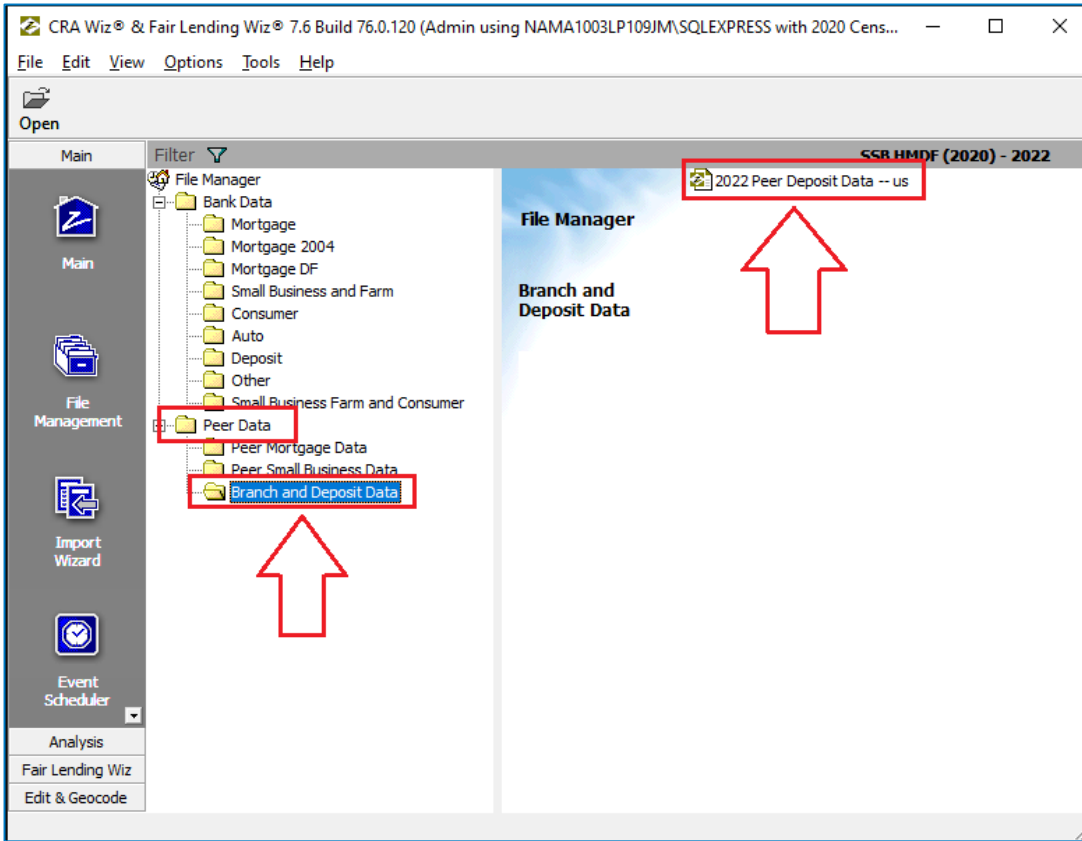 CRA Wiz® & Fair Lending Wiz® 7.6 Build 76.0.120 (Admin using NAMA1003LP109JM\SQLEXPRESS with 2020 Cens...
File Edit View Options Tools Help
Open
Main
Filter
SSB HMDF (2020) - 2022
Main
File
Management
Import
Wizard
Event
Scheduler
Analysis
Fair Lending Wiz
Edit & Geocode
File Manager
Bank Data
Mortgage
Mortgage 2004
Mortgage DF
Small Business and Farm
Consumer
Auto
Deposit
Other
Small Business Farm and Consumer
Peer Data
Peer Mortgage Data
Peer Small Business Data
Branch and Deposit Data
File Manager
Branch and
Deposit Data
2022 Peer Deposit Data -- us